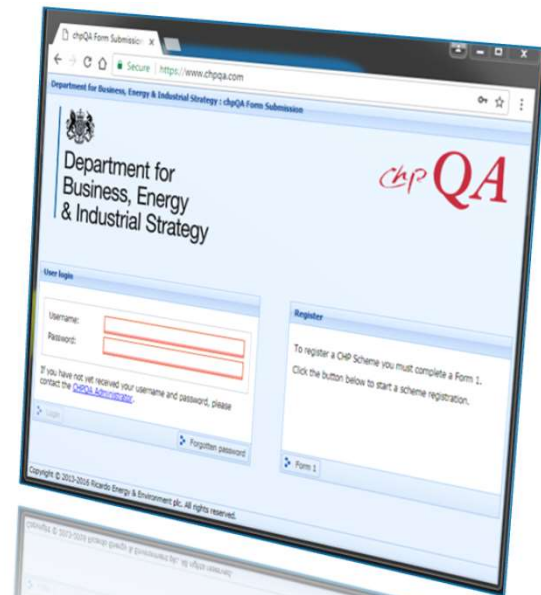 chpQA Form Submissio
Secure | https://www.chpqa.com
Department for Business, Energy & Industrial Strategy : chpQA Form Submission
Department for
Business, Energy
& Industrial Strategy
chp QA
User login
Username:
Password:
If you have not yet received your username and password, please
contact the CHPQA Administrator.
Login
Forgotten password
Register
To register a CHP Scheme you must complete a Form 1.
Click the button below to start a scheme registration.
Form 1
Copyright © 2013-2016 Ricardo Energy & Environment plc. All rights reserved.